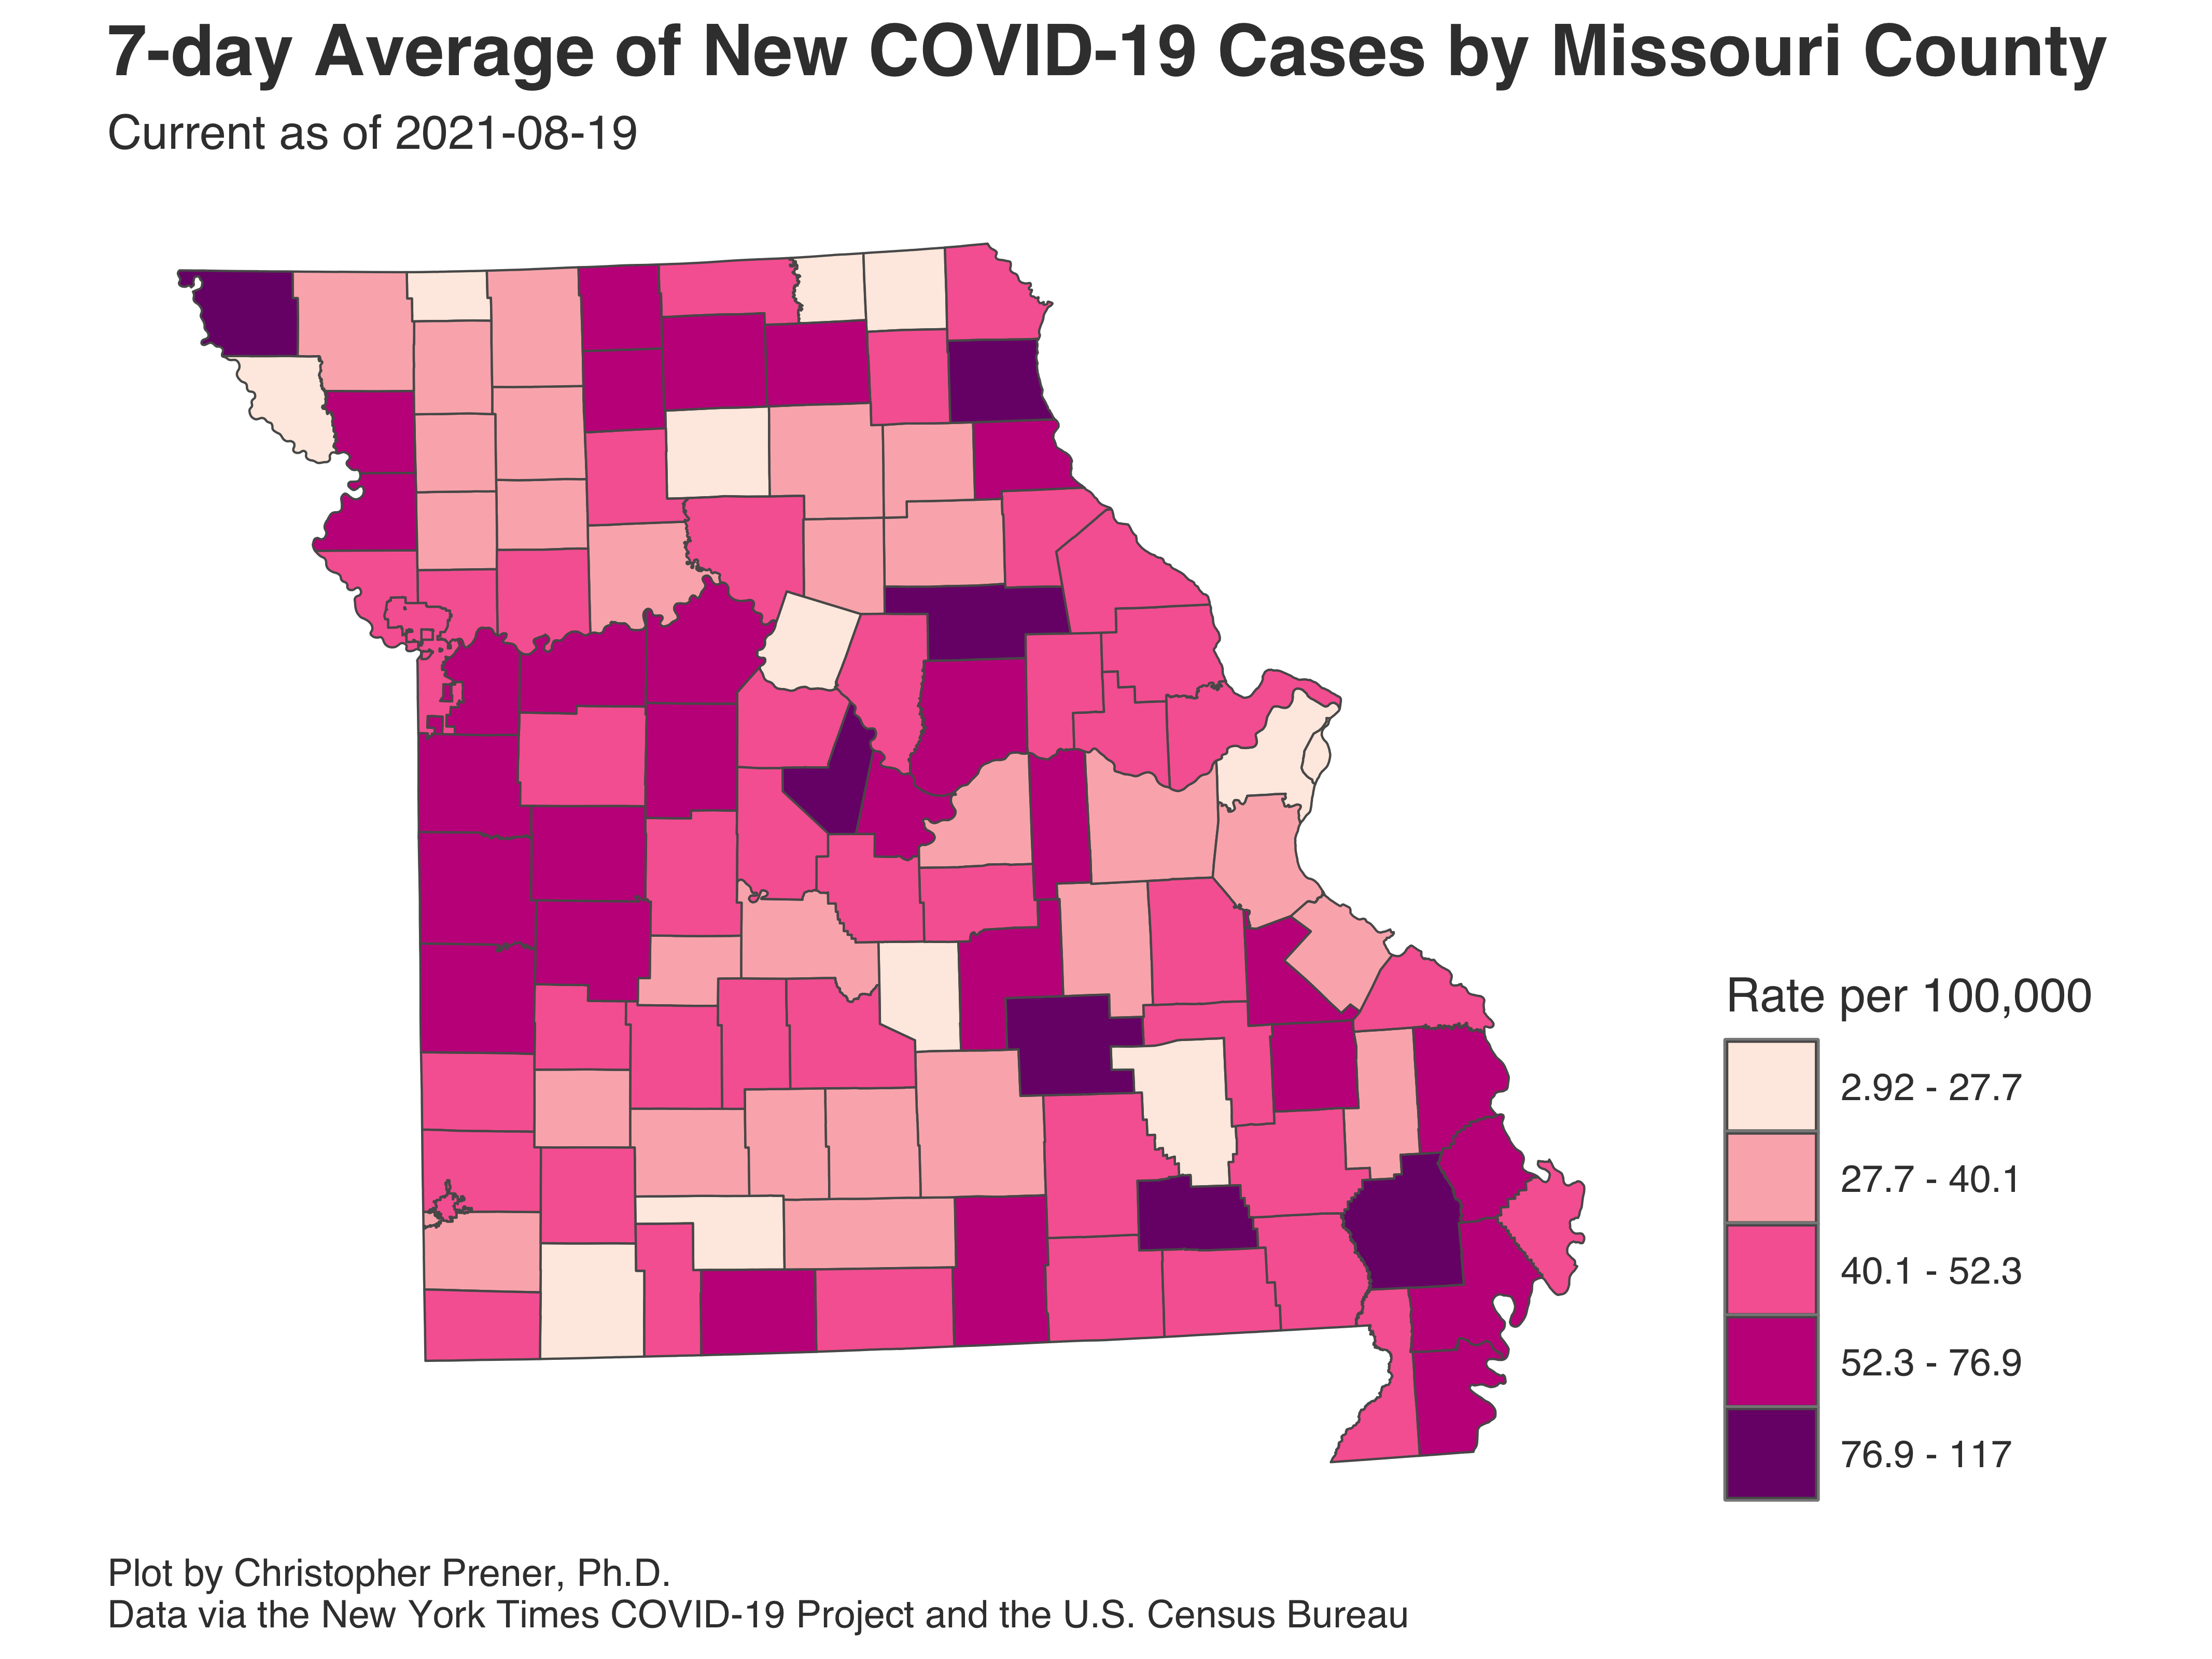 7-day Average of New COVID-19 Cases by Missouri County
Current as of 2021-08-19
Rate per 100,000
2.92 - 27.7
27.7 - 40.1
40.1 - 52.3
52.3 - 76.9
76.9 - 117
Plot by Christopher Prener, Ph.D.
Data via the New York Times COVID-19 Project and the U.S. Census Bureau